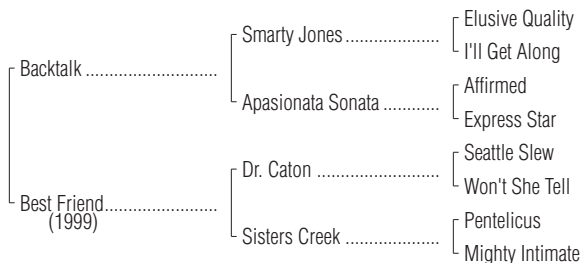 Elusive Quality
Smarty Jones
I'll Get Along
Backtalk
Affirmed
Apasionata Sonata
Express Star
Seattle Slew
Dr. Caton
Won't She Tell
Best Friend
(1999)
Pentelicus
Sisters Creek
Mighty Intimate